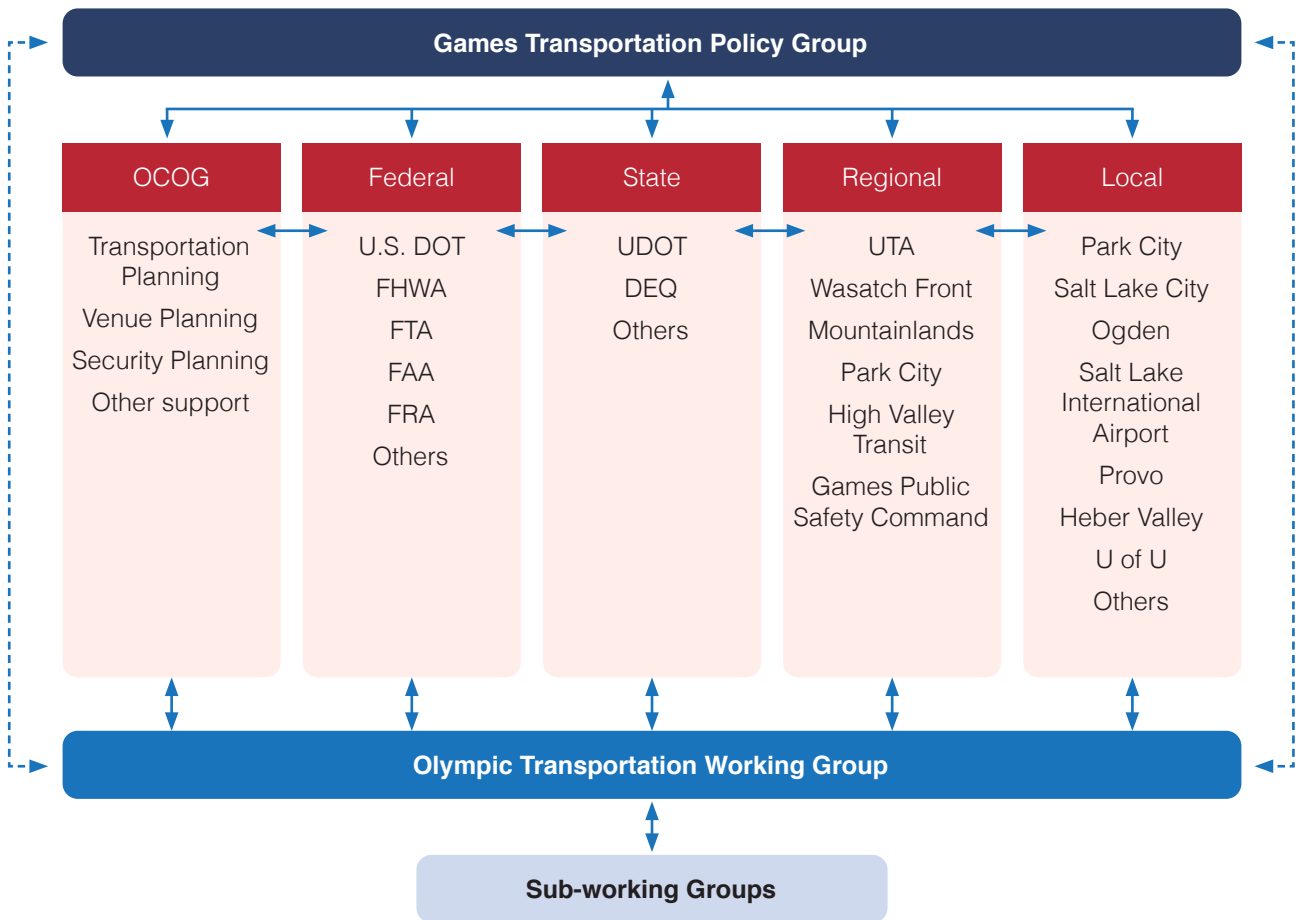 Games Transportation Policy Group
OCOG
Transportation
Planning
Venue Planning
Security Planning
Other support
Federal
U.S. DOT
FHWA
FTA
FAA
FRA
Others
State
UDOT
DEQ
Others
Regional
UTA
Wasatch Front
Mountainlands
Park City
High Valley
Transit
Games Public
Safety Command
Local
Park City
Salt Lake City
Ogden
Salt Lake
International
Airport
Provo
Heber Valley
U of U
Others
Olympic Transportation Working Group
Sub-working Groups